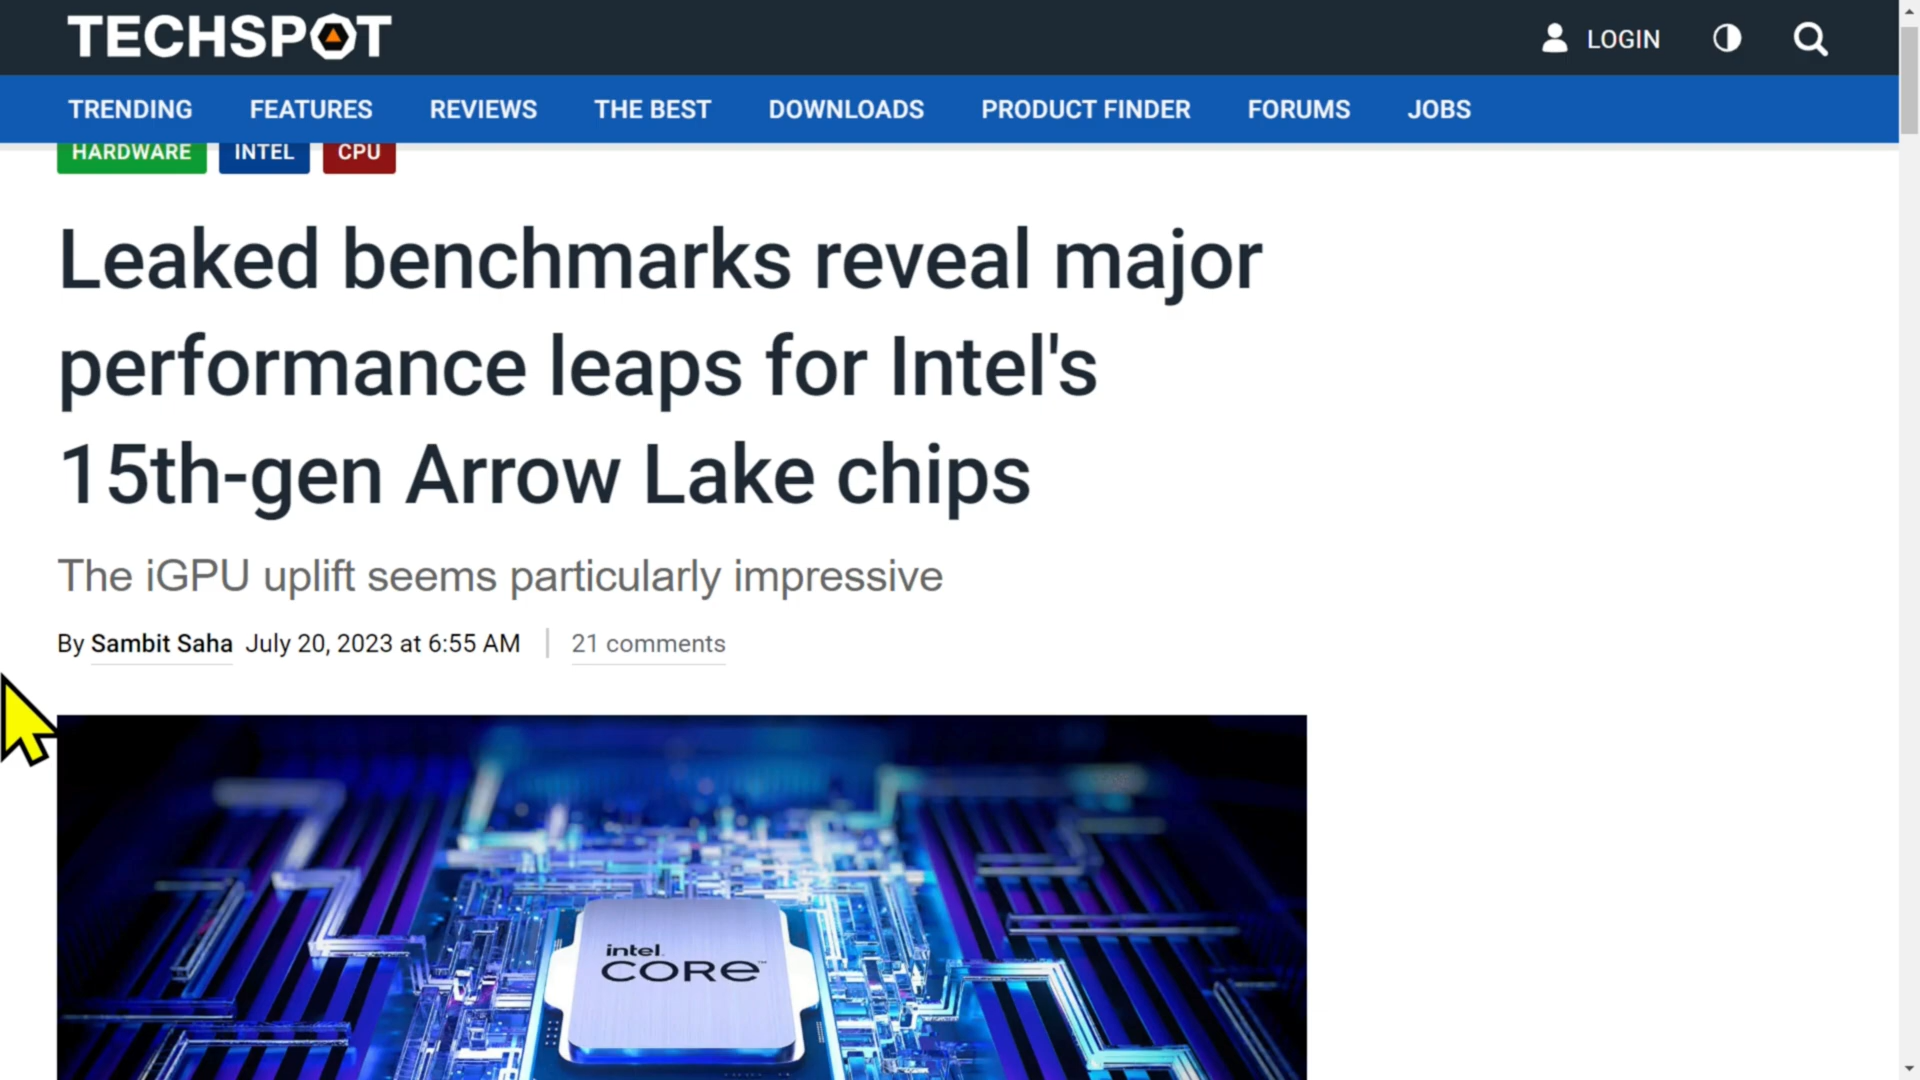 TECHSPOT
LOGIN
TRENDING FEATURES REVIEWS THE BEST DOWNLOADS PRODUCT FINDER FORUMS JOBS
HARDWARE INTEL CPU
Leaked benchmarks reveal major
performance leaps for Intel's
15th-gen Arrow Lake chips
The iGPU uplift seems particularly impressive
By Sambit Saha July 20, 2023 at 6:55 AM | 21 comments
intel.
CORE™